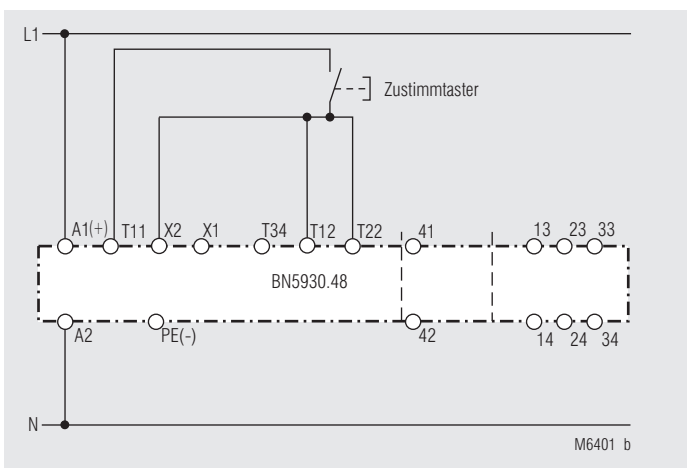 L1
Zustimmtaster
A1(+) T11 X2 X1 T34 T12 T22 41 13 23 33
BN5930.48
A2 PE(-) 42 14 24 34
N
M6401 b